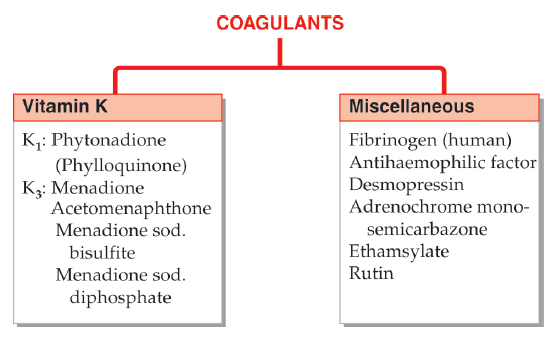 COAGULANTS
Vitamin K
K₁: Phytonadione
(Phylloquinone)
K₃: Menadione
Acetomenaphthone
Menadione sod.
bisulfite
Menadione sod.
diphosphate
Miscellaneous
Fibrinogen (human)
Antihaemophilic factor
Desmopressin
Adrenochrome mono-
semicarbazone
Ethamsylate
Rutin